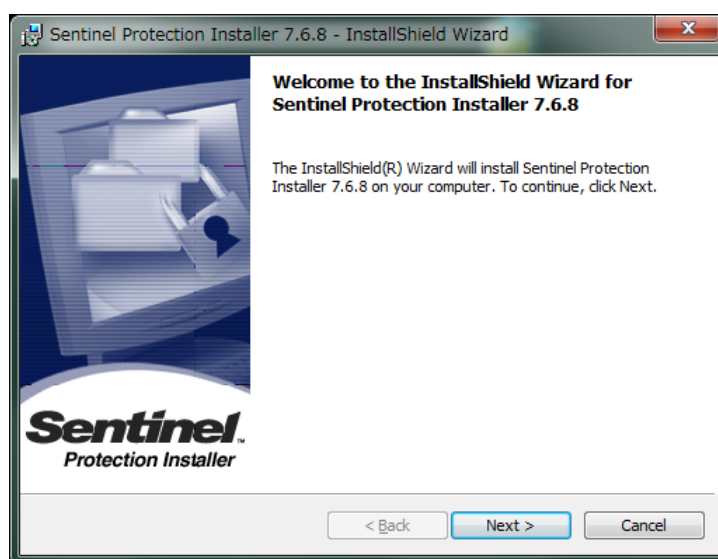 Sentinel Protection Installer 7.6.8 - InstallShield Wizard
Welcome to the InstallShield Wizard for
Sentinel Protection Installer 7.6.8
The InstallShield(R) Wizard will install Sentinel Protection
Installer 7.6.8 on your computer. To continue, click Next.
Sentinel™
Protection Installer
< Back
Next >
Cancel